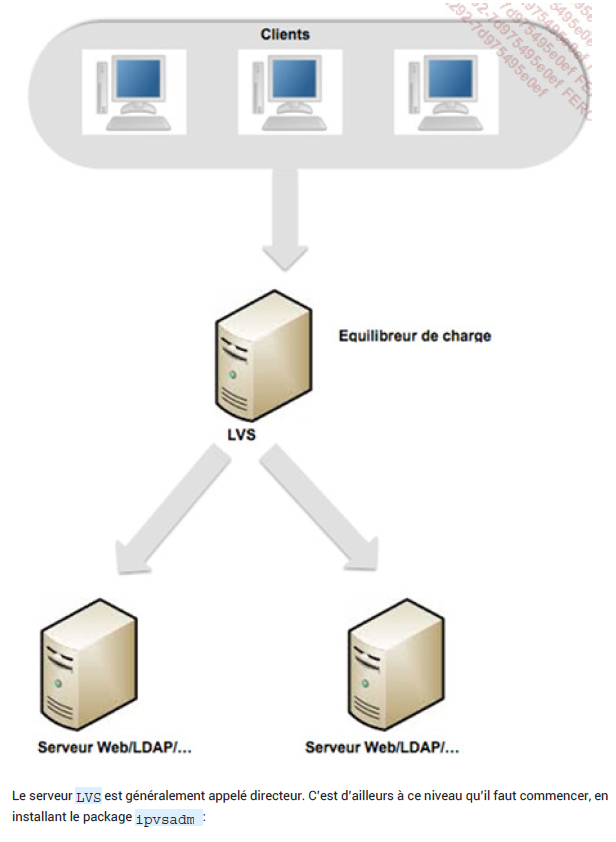 Clients
Equilibreur de charge
LVS
Serveur Web/LDAP/...
Serveur Web/LDAP/...
Le serveur LVS est généralement appelé directeur. C'est d'ailleurs à ce niveau qu'il faut commencer, en
installant le package ipvsadm :